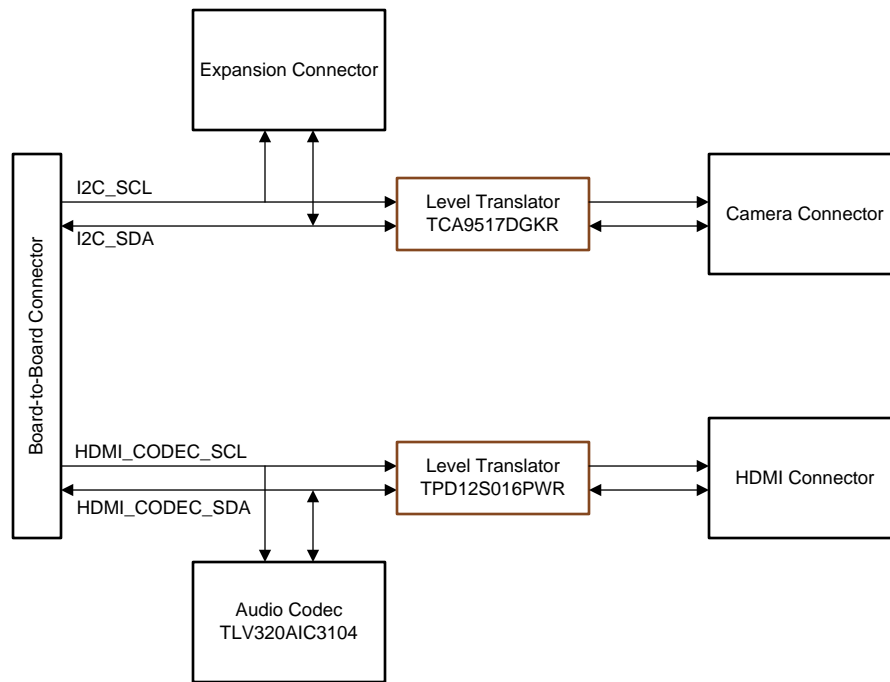 Expansion Connector
Board-to-Board Connector
I2C_SCL
I2C_SDA
Level Translator
TCA9517DGKR
Camera Connector
HDMI_CODEC_SCL
HDMI_CODEC_SDA
Level Translator
TPD12S016PWR
HDMI Connector
Audio Codec
TLV320AIC3104